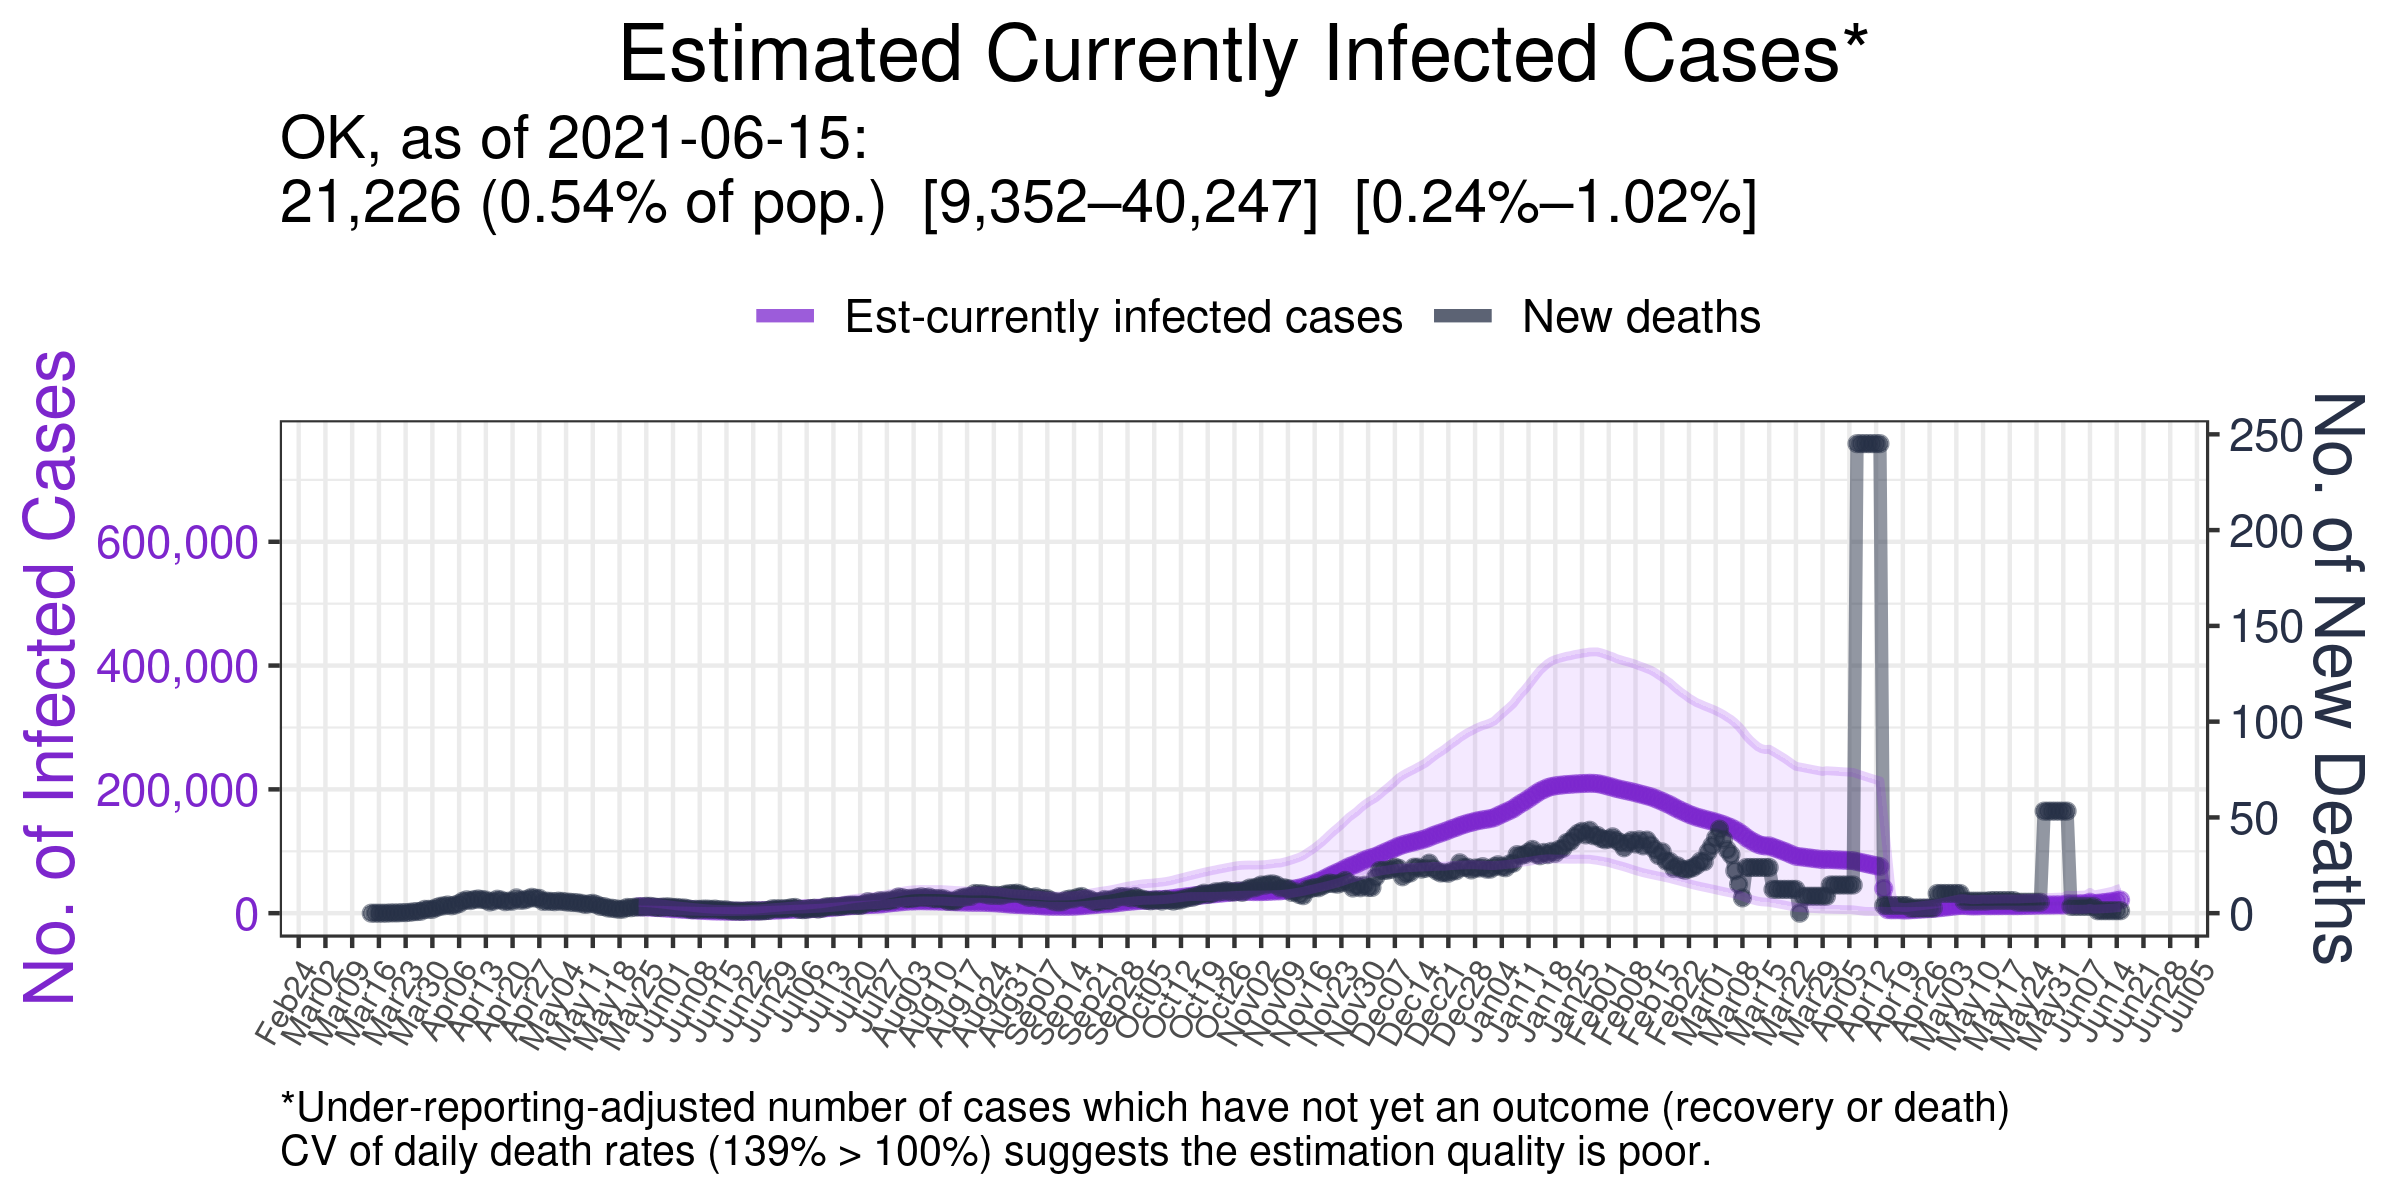 Estimated Currently Infected Cases*
OK, as of 2021-06-15:
21,226 (0.54% of pop.) [9,352–40,247] [0.24%–1.02%]
Est-currently infected cases
New deaths
No. of Infected Cases
600,000
400,000
200,000
0
250
200
150
100
50
0
No. of New Deaths
Feb24
Mar02
Mar09
Mar16
Mar23
Mar30
Apr06
Apr13
Apr20
Apr27
May04
May11
May18
May25
Jun01
Jun08
Jun15
Jun22
Jun29
Jul06
Jul13
Jul20
Jul27
Aug03
Aug10
Aug17
Aug24
Aug31
Sep07
Sep14
Sep21
Sep28
Oct05
Oct12
Oct19
Oct26
Nov02
Nov09
Nov16
Nov23
Nov30
Dec07
Dec14
Dec21
Dec28
Jan04
Jan11
Jan18
Jan25
Feb01
Feb08
Feb15
Feb22
Mar01
Mar08
Mar15
Mar22
Mar29
Apr05
Apr12
Apr19
Apr26
May03
May10
May17
May24
May31
Jun07
Jun14
Jun21
Jun28
Jul05
*Under-reporting-adjusted number of cases which have not yet an outcome (recovery or death)
CV of daily death rates (139% > 100%) suggests the estimation quality is poor.